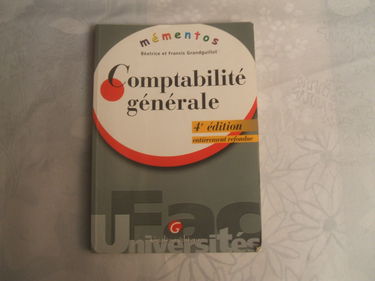 mémentos
Béatrice et Francis Grandguillot
Comptabilité
générale
4e édition
entièrement refondue
Fac
G
Universités